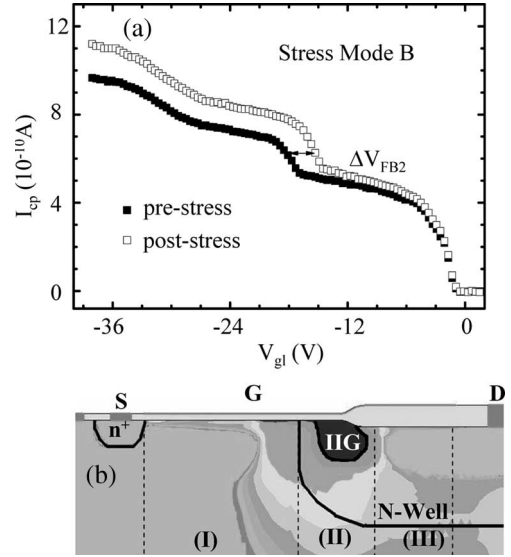 (a)
Stress Mode B
ΔV_FB2
pre-stress
post-stress
I_cp (10^-10 A)
12
8
4
0
-36
-24
-12
0
V_gl (V)
S
G
D
n+
IIG
(b)
N-Well
(I)
(II)
(III)